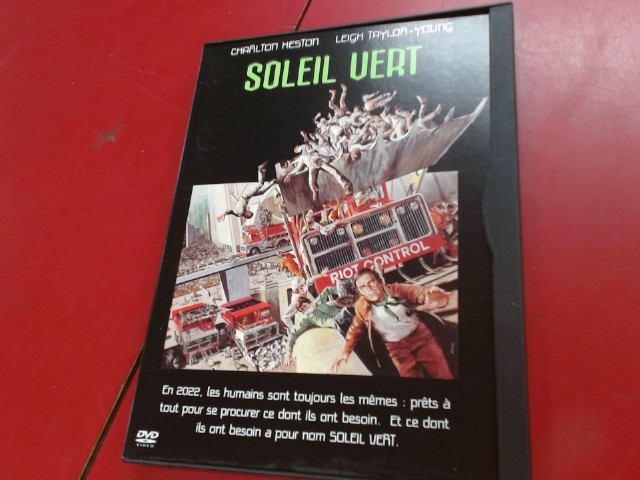 CHARLTON HESTON LEIGH TAYLOR-YOUNG
SOLEIL VERT
RIOT CONTROL
En 2022, les humains sont toujours les mêmes : prêts à
tout pour se procurer ce dont ils ont besoin. Et ce dont
ils ont besoin a pour nom SOLEIL VERT.
DVD
VIDEO